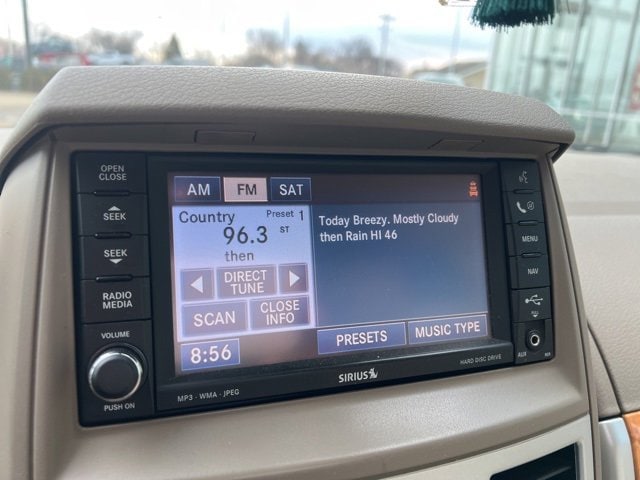 OPEN
CLOSE
SEEK
SEEK
RADIO
MEDIA
VOLUME
PUSH ON
AM
FM
SAT
Country
Preset 1
96.3
ST
then
DIRECT
TUNE
SCAN
CLOSE
INFO
8:56
Today Breezy. Mostly Cloudy
then Rain HI 46
PRESETS
MUSIC TYPE
MP3 - WMA - JPEG
SIRIUS
HARD DISC DRIVE
MENU
NAV
PULL
AUX